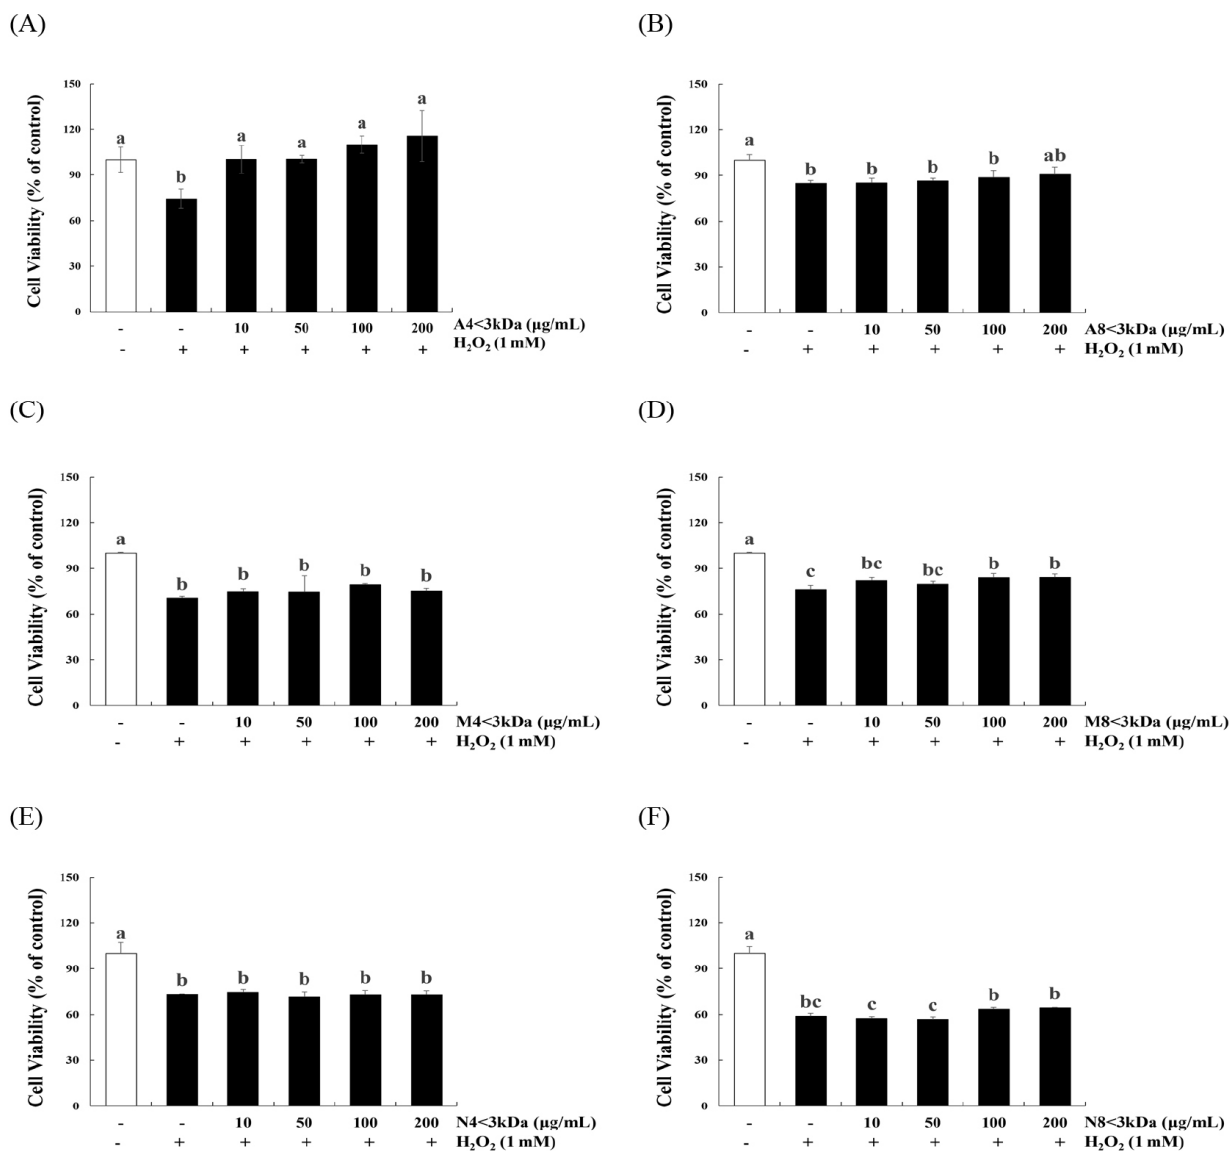 (A)
Cell Viability (% of control)
150
120
90
60
30
0
a
b
a
a
a
a
- - 10 50 100 200 A4<3kDa (μg/mL)
- + + + + + H₂O₂ (1 mM)
(B)
Cell Viability (% of control)
150
120
90
60
30
0
a
b
b
b
b
ab
- - 10 50 100 200 A8<3kDa (μg/mL)
- + + + + + H₂O₂ (1 mM)
(C)
Cell Viability (% of control)
150
120
90
60
30
0
a
b
b
b
b
b
- - 10 50 100 200 M4<3kDa (μg/mL)
- + + + + + H₂O₂ (1 mM)
(D)
Cell Viability (% of control)
150
120
90
60
30
0
a
c
bc
bc
b
b
- - 10 50 100 200 M8<3kDa (μg/mL)
- + + + + + H₂O₂ (1 mM)
(E)
Cell Viability (% of control)
150
120
90
60
30
0
a
b
b
b
b
b
- - 10 50 100 200 N4<3kDa (μg/mL)
- + + + + + H₂O₂ (1 mM)
(F)
Cell Viability (% of control)
150
120
90
60
30
0
a
bc
c
c
b
b
- - 10 50 100 200 N8<3kDa (μg/mL)
- + + + + + H₂O₂ (1 mM)